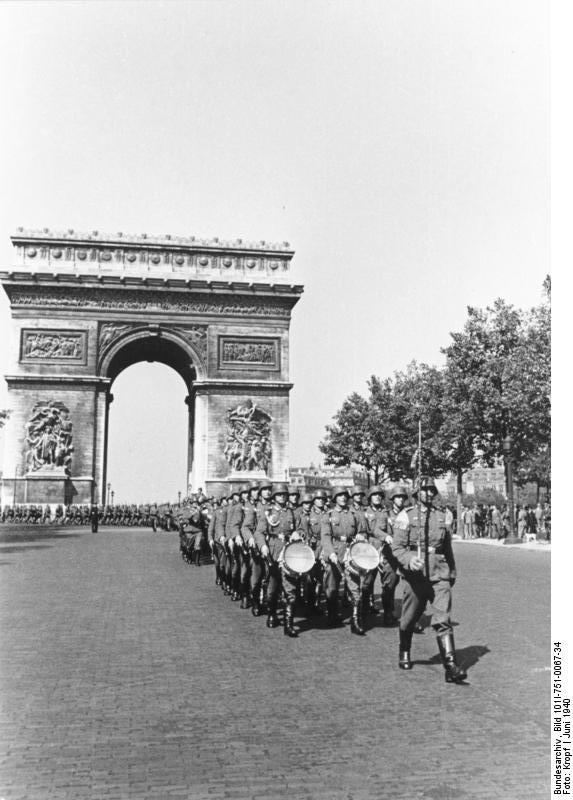 Bundesarchiv, Bild 101I-751-0067-34
Foto: Kropf | Juni 1940